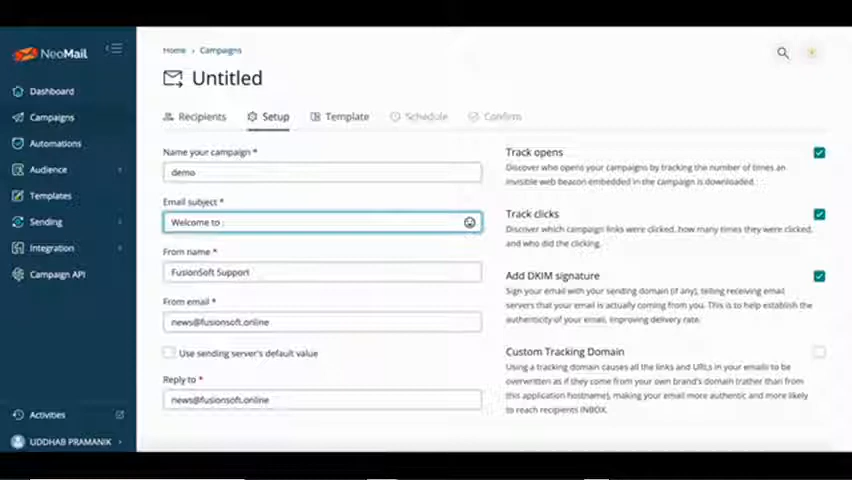 NeoMail
Dashboard
Campaigns
Automations
Audience
Templates
Sending
Integration
Campaign API
Activities
UDDHAB PRAMANIK
Home › Campaigns
Untitled
Recipients Setup Template Schedule Confirm
Name your campaign *
demo
Email subject *
Welcome to :
From name *
FusionSoft Support
From email *
news@fusionsoft.online
Use sending server's default value
Reply to *
news@fusionsoft.online
Track opens
Discover who opens your campaigns by tracking the number of times an
invisible web beacon embedded in the campaign is downloaded.
Track clicks
Discover which campaign links were clicked, how many times they were clicked,
and who did the clicking.
Add DKIM signature
Sign your email with your sending domain (if any), telling receiving email
servers that your email is actually coming from you. This is to help establish the
authenticity of your email, improving delivery rate.
Custom Tracking Domain
Using a tracking domain causes all the links and URLs in your emails to be
overwritten as if they come from your own brand's domain (rather than from
this application hostname), making your email more authentic and more likely
to reach recipients INBOX.